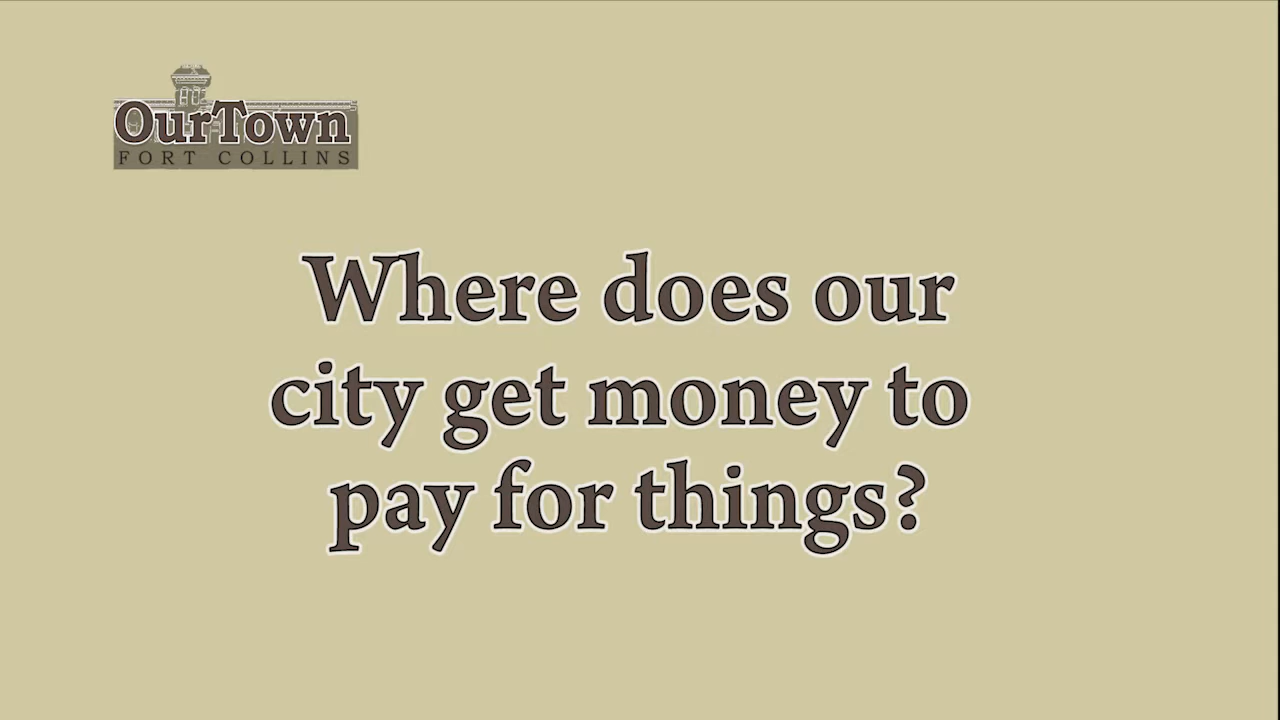 OurTown
FORT COLLINS
Where does our
city get money to
pay for things?